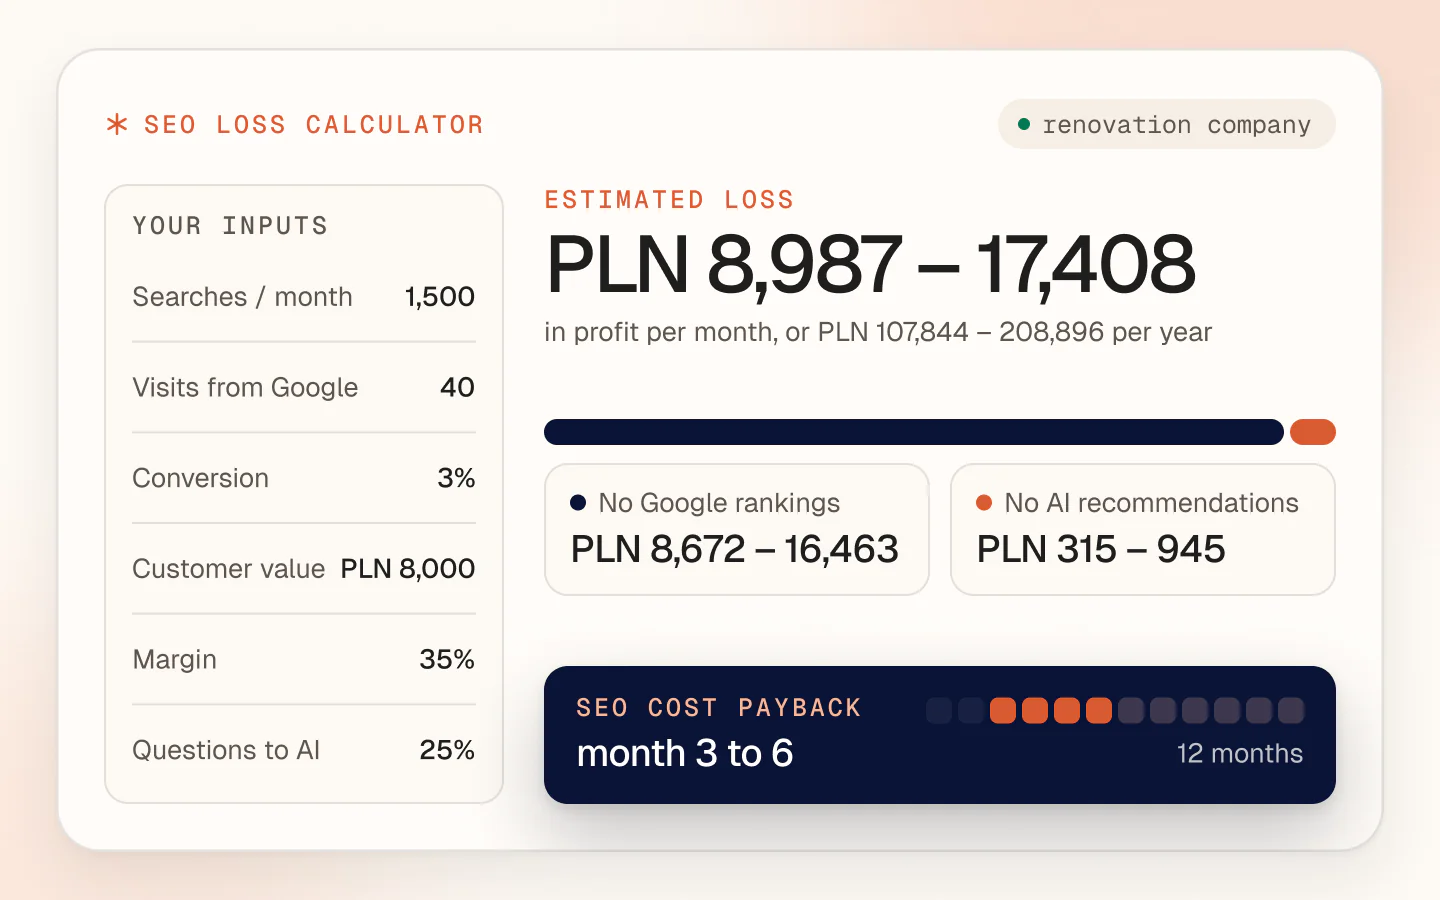 SEO LOSS CALCULATOR
renovation company
YOUR INPUTS
Searches / month 1,500
Visits from Google 40
Conversion 3%
Customer value PLN 8,000
Margin 35%
Questions to AI 25%
ESTIMATED LOSS
PLN 8,987 – 17,408
in profit per month, or PLN 107,844 – 208,896 per year
No Google rankings
PLN 8,672 – 16,463
No AI recommendations
PLN 315 – 945
SEO COST PAYBACK
month 3 to 6
12 months